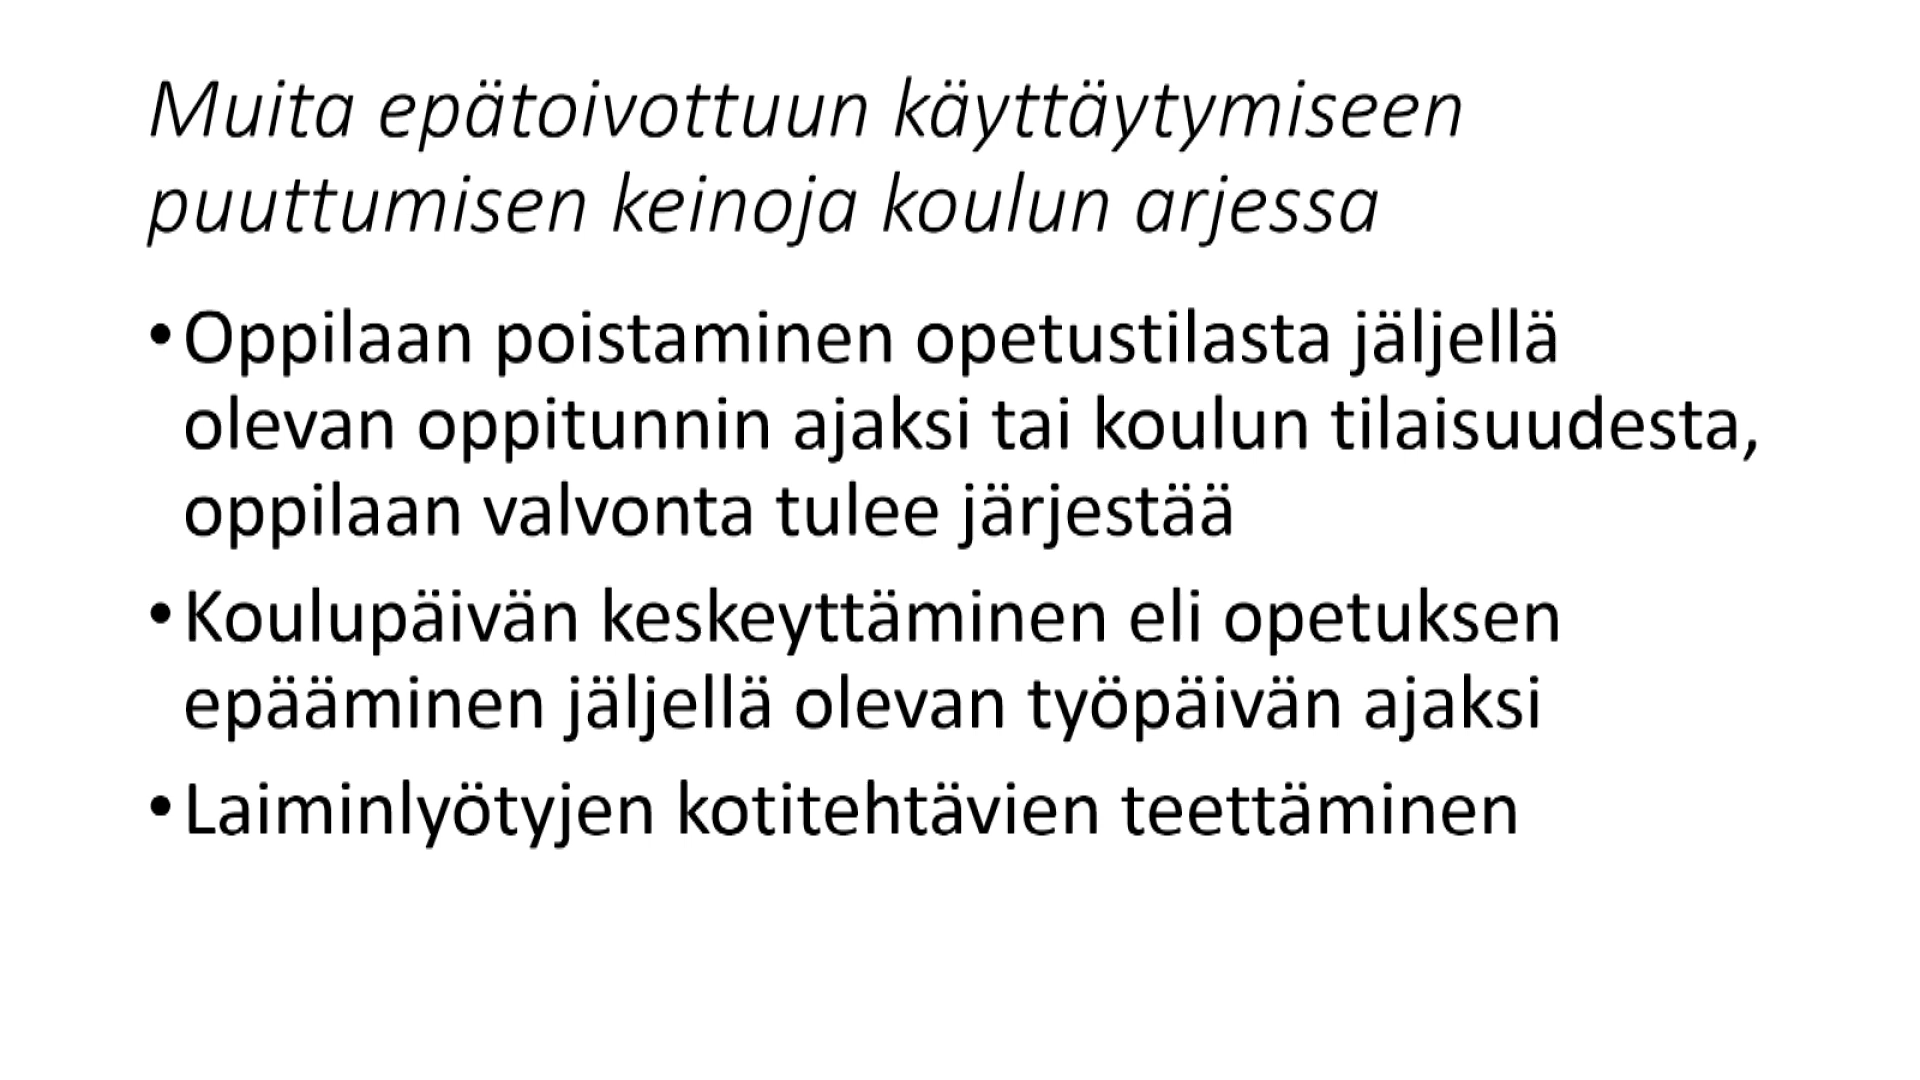 Muita epätoivottuun käyttäytymiseen
puuttumisen keinoja koulun arjessa
• Oppilaan poistaminen opetustilasta jäljellä
olevan oppitunnin ajaksi tai koulun tilaisuudesta,
oppilaan valvonta tulee järjestää
• Koulupäivän keskeyttäminen eli opetuksen
epääminen jäljellä olevan työpäivän ajaksi
• Laiminlyötyjen kotitehtävien teettäminen